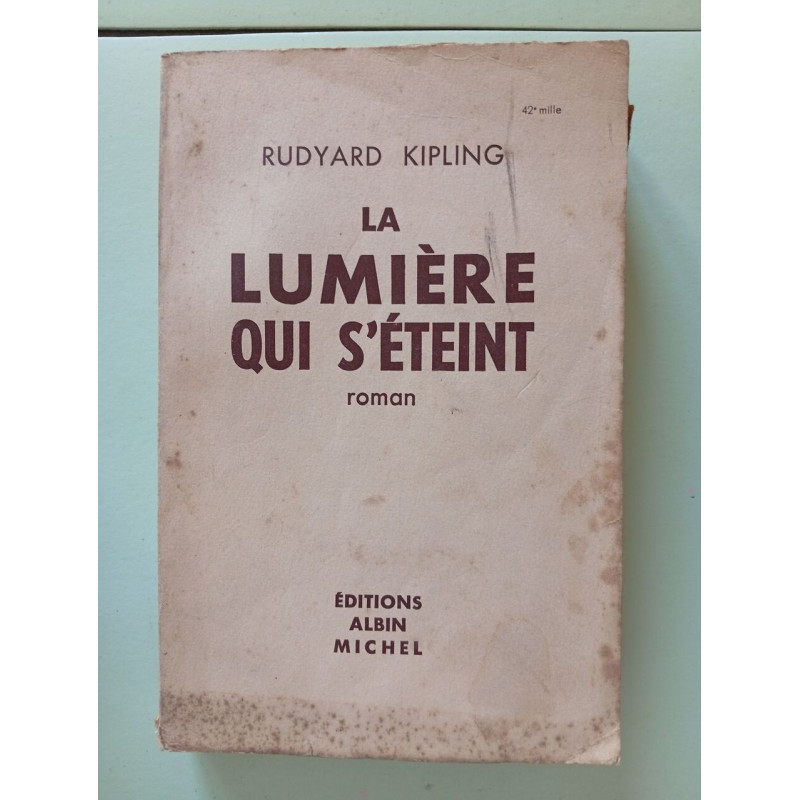 42e mille
RUDYARD KIPLING
LA
LUMIÈRE
QUI S'ÉTEINT
roman
ÉDITIONS
ALBIN
MICHEL